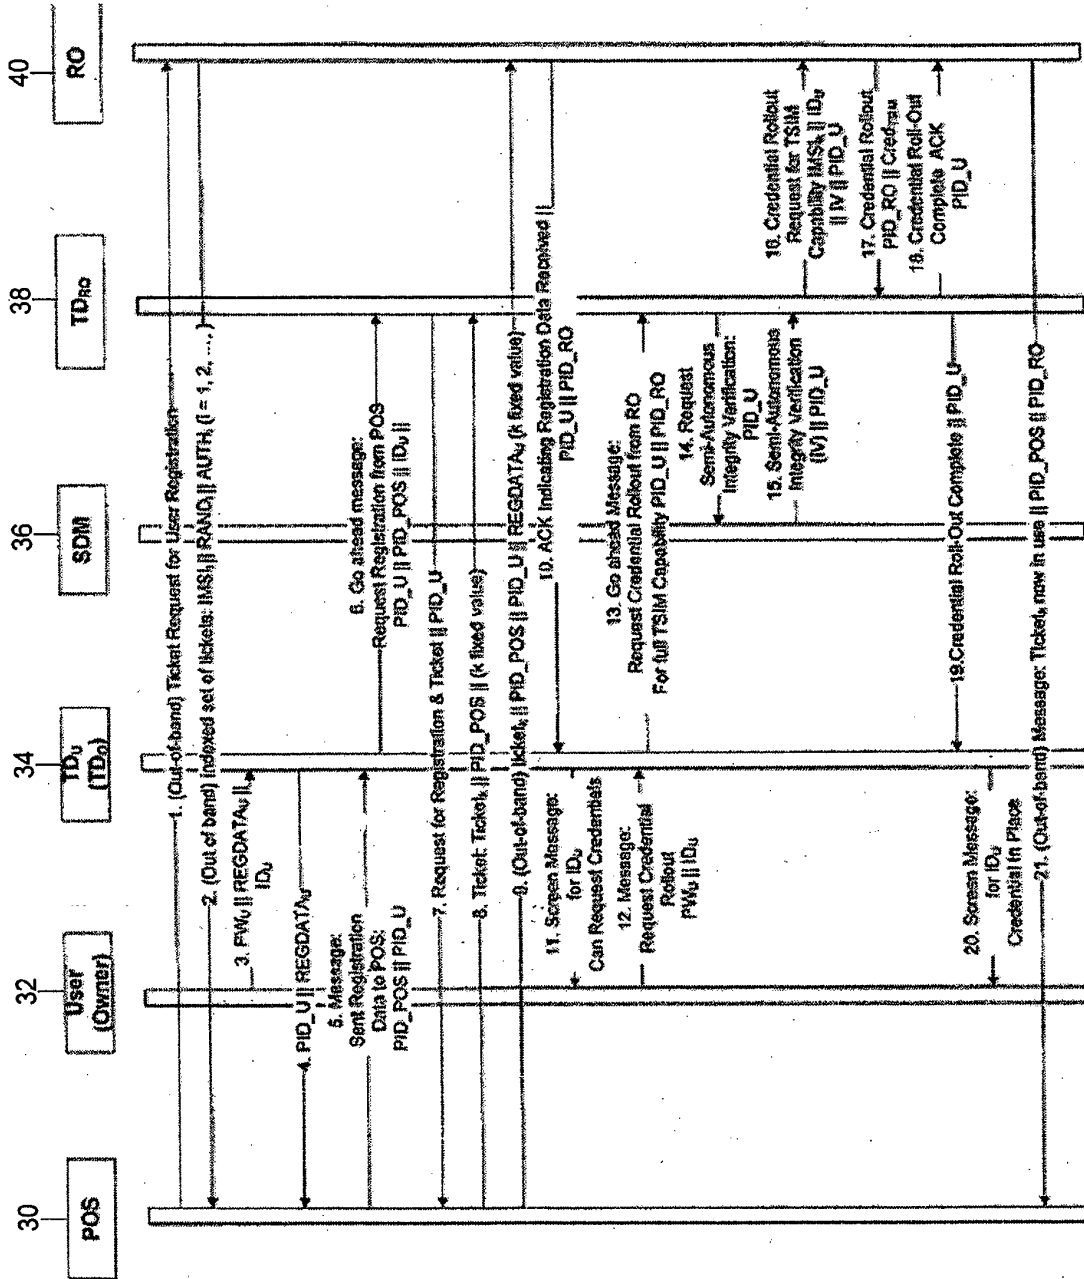 30
32
34
36
38
40
POS
User
(Owner)
TD_U
(TD_O)
SDM
TD_RO
RO
1. (Out-of-band) Ticket Request for User Registration
2. (Out of band) indexed set of tickets: IMSI_i || RAND_i || AUTH_i (i = 1, 2, ....)
3. PW_U || REGDATA_U ||
ID_U
4. PID_U || REGDATA_U
5. Message:
Sent Registration
Data to POS:
PID_POS || PID_U
6. Go ahead message:
Request Registration from POS
PID_U || PID_POS || ID_U ||
7. Request for Registration & Ticket || PID_U
8. Ticket: Ticket_k || PID_POS || (k fixed value)
9. (Out-of-band) ticket_k || PID_POS || PID_U || REGDATA_U (k fixed value)
10. ACK Indicating Registration Data Received ||
PID_U || PID_RO
11. Screen Message:
for ID_U
Can Request Credentials
12. Message:
Request Credential
Rollout
PW_U || ID_U
13. Go ahead Message:
Request Credential Rollout from RO
For full TSIM Capability PID_U || PID_RO
14. Request
Semi-Autonomous
Integrity Verification:
PID_U
15. Semi-Autonomous
Integrity Verification
(IV) || PID_U
16. Credential Rollout
Request for TSIM
Capability IMSI_k || ID_U
|| IV || PID_U
17. Credential Rollout
PID_RO || Cred_TSIM
18. Credential Roll-Out
Complete ACK
PID_U
19.Credential Roll-Out Complete || PID_U
20. Screen Message:
for ID_U
Credential In Place
21. (Out-of-band) Message: Ticket_k now in use || PID_POS || PID_RO